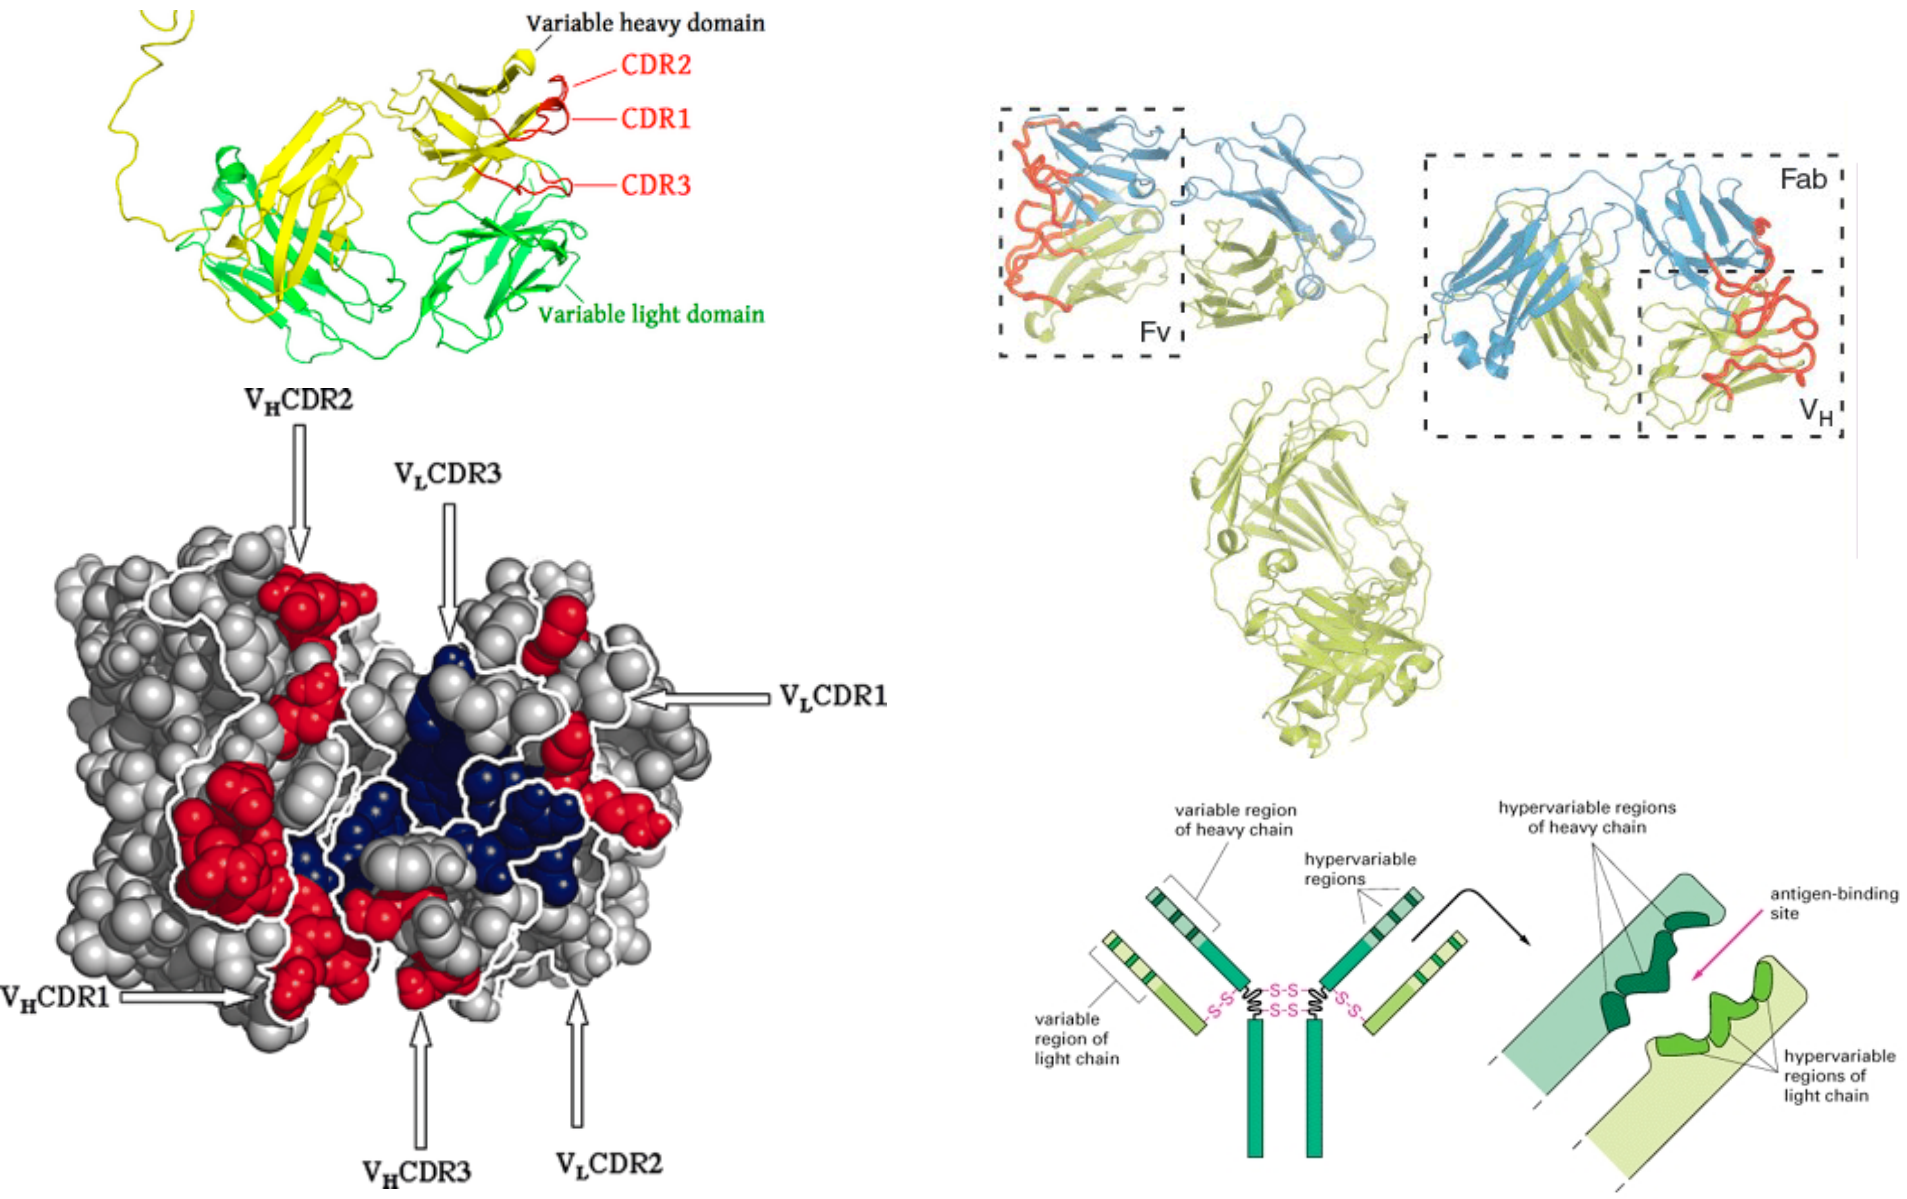 Variable heavy domain
CDR2
CDR1
CDR3
Variable light domain
VHCDR2
VLCDR3
VLCDR1
VHCDR1
VHCDR3
VLCDR2
Fab
Fv
VH
variable region
of heavy chain
hypervariable
regions
hypervariable regions
of heavy chain
antigen-binding
site
variable
region of
light chain
S-S
S-S
S-S
S-S
hypervariable
regions of
light chain